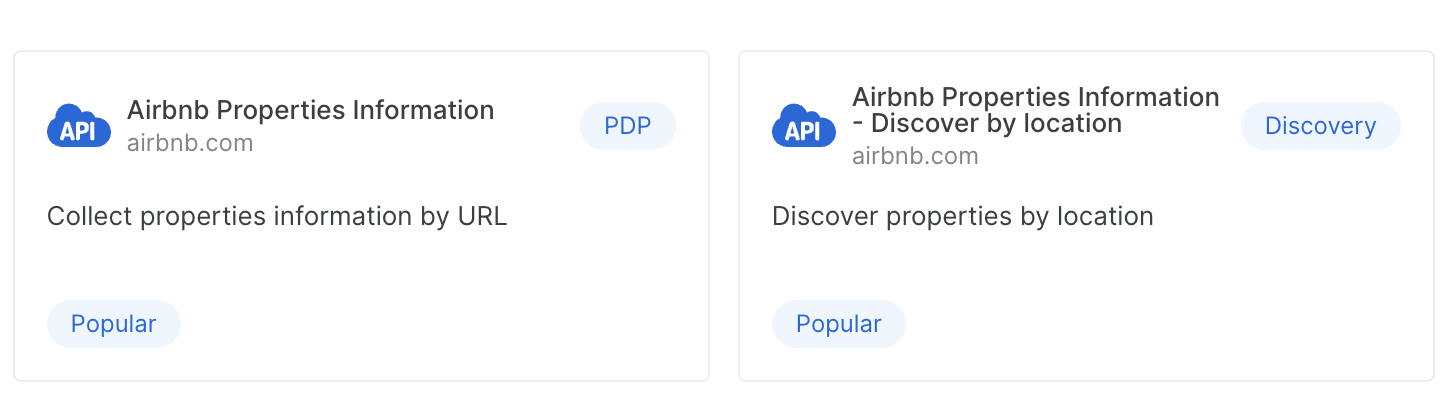 API
Airbnb Properties Information
airbnb.com
PDP
Collect properties information by URL
Popular
API
Airbnb Properties Information
- Discover by location
airbnb.com
Discovery
Discover properties by location
Popular